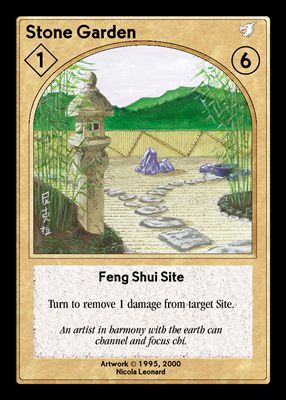 Stone Garden
1
6
Feng Shui Site
Turn to remove 1 damage from target Site.
An artist in harmony with the earth can
channel and focus chi.
Artwork © 1995, 2000
Nicola Leonard